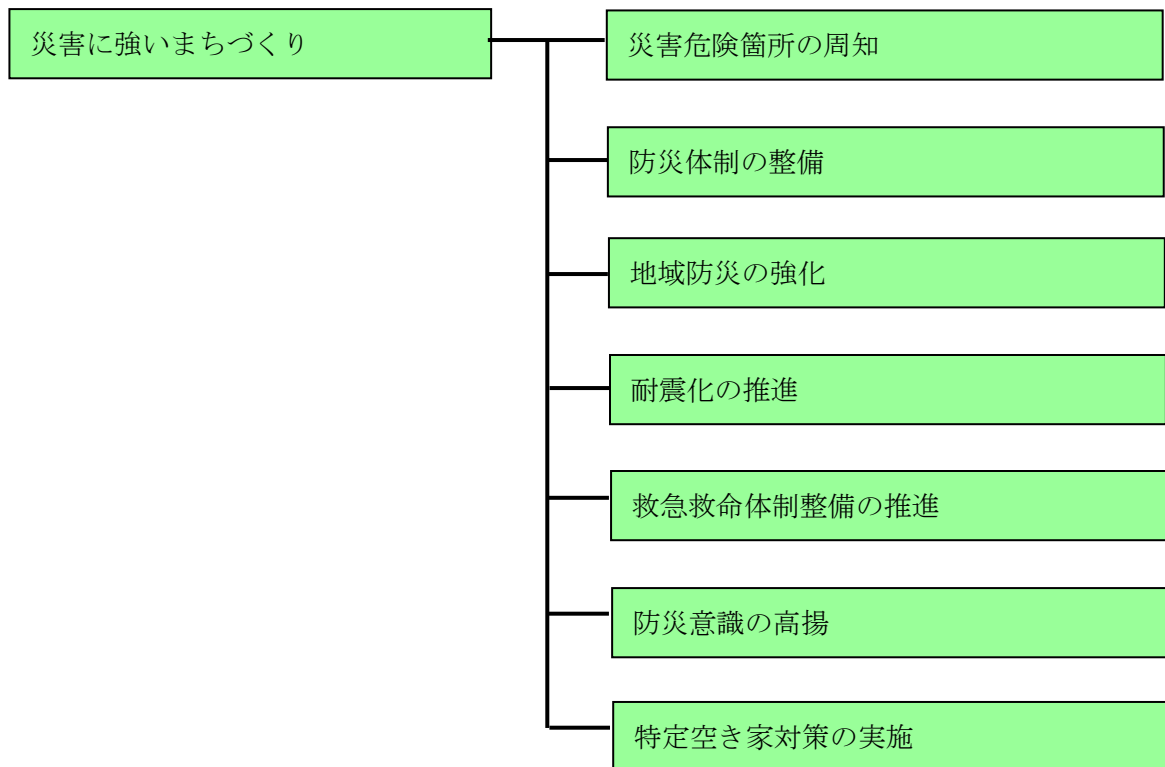 災害に強いまちづくり
災害危険箇所の周知
防災体制の整備
地域防災の強化
耐震化の推進
救急救命体制整備の推進
防災意識の高揚
特定空き家対策の実施